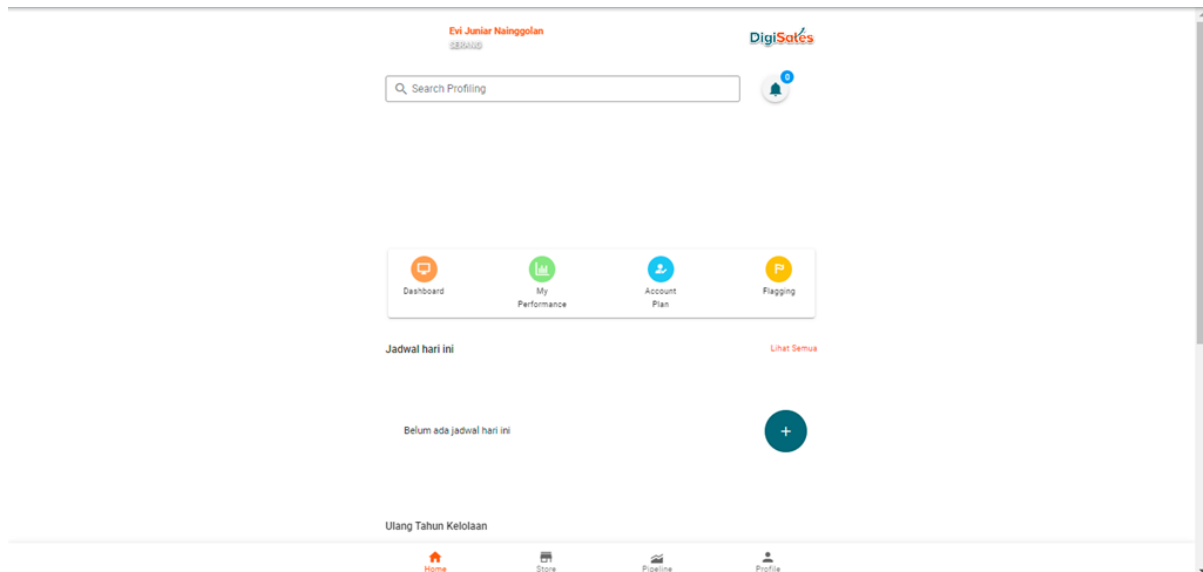 Evi Juniar Nainggolan
SERANG
DigiSales
Search Profiling
0
Dashboard
My
Performance
Account
Plan
Flagging
Jadwal hari ini
Lihat Semua
Belum ada jadwal hari ini
+
Ulang Tahun Kelolaan
Home
Store
Pipeline
Profile